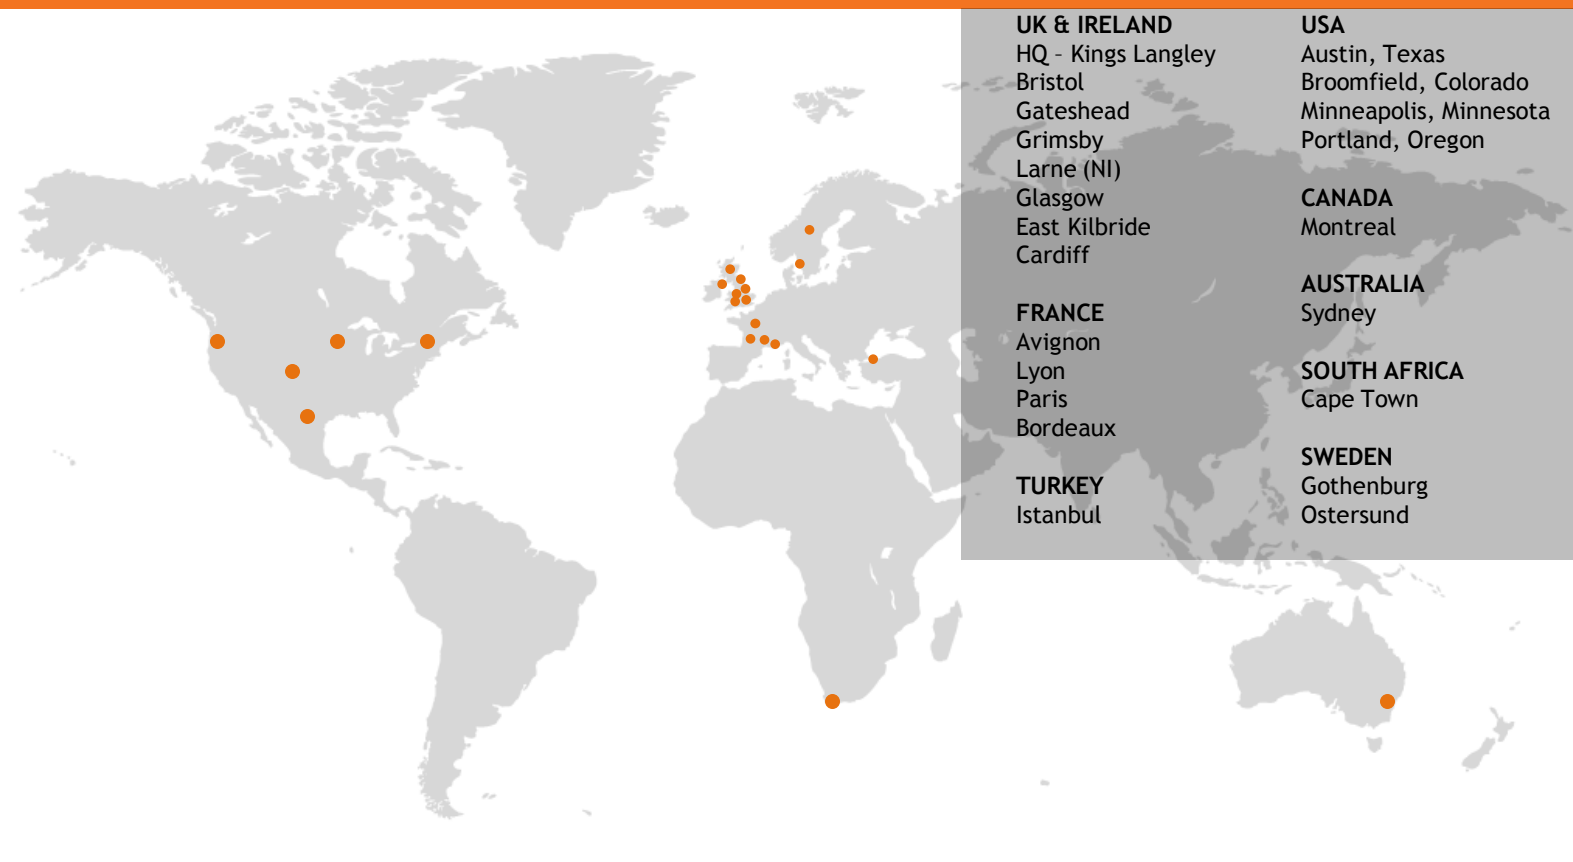 UK & IRELAND
HQ – Kings Langley
Bristol
Gateshead
Grimsby
Larne (NI)
Glasgow
East Kilbride
Cardiff
FRANCE
Avignon
Lyon
Paris
Bordeaux
TURKEY
Istanbul
USA
Austin, Texas
Broomfield, Colorado
Minneapolis, Minnesota
Portland, Oregon
CANADA
Montreal
AUSTRALIA
Sydney
SOUTH AFRICA
Cape Town
SWEDEN
Gothenburg
Ostersund